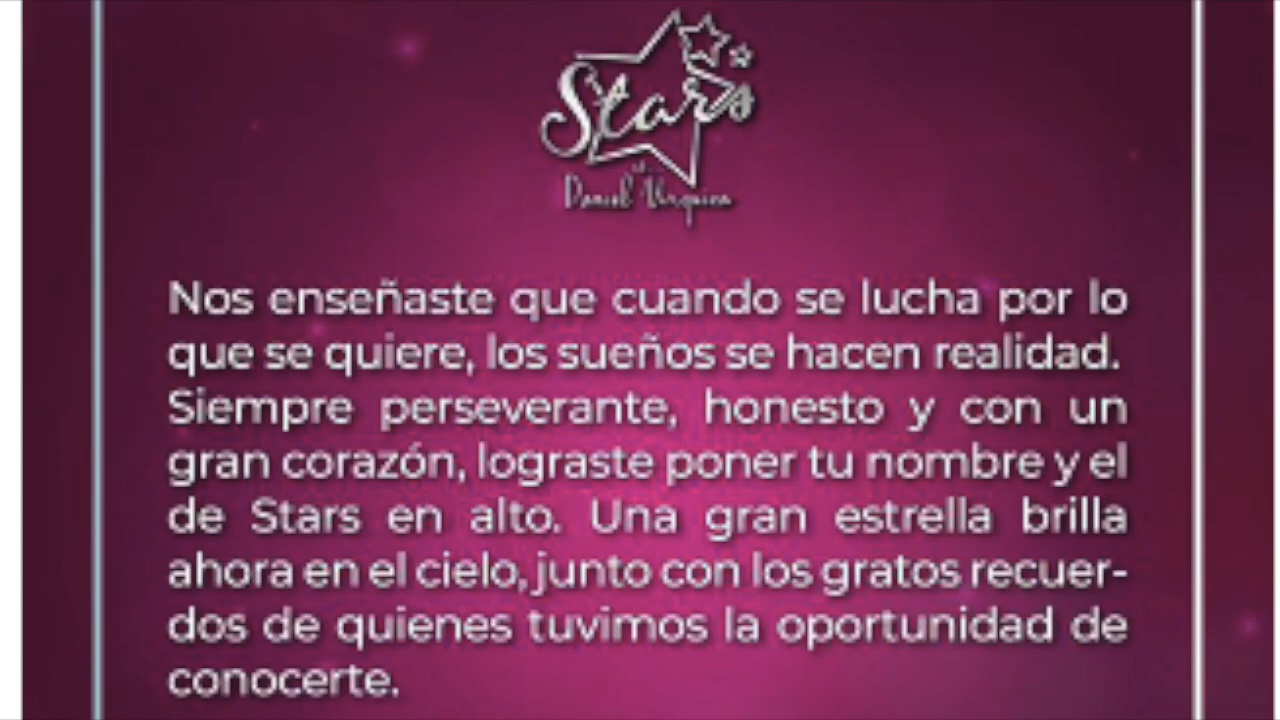 Stars
Daniel
Nos enseñaste que cuando se lucha por lo
que se quiere, los sueños se hacen realidad.
Siempre perseverante, honesto y con un
gran corazón, lograste poner tu nombre y el
de Stars en alto. Una gran estrella brilla
ahora en el cielo, junto con los gratos recuer-
dos de quienes tuvimos la oportunidad de
conocerte.